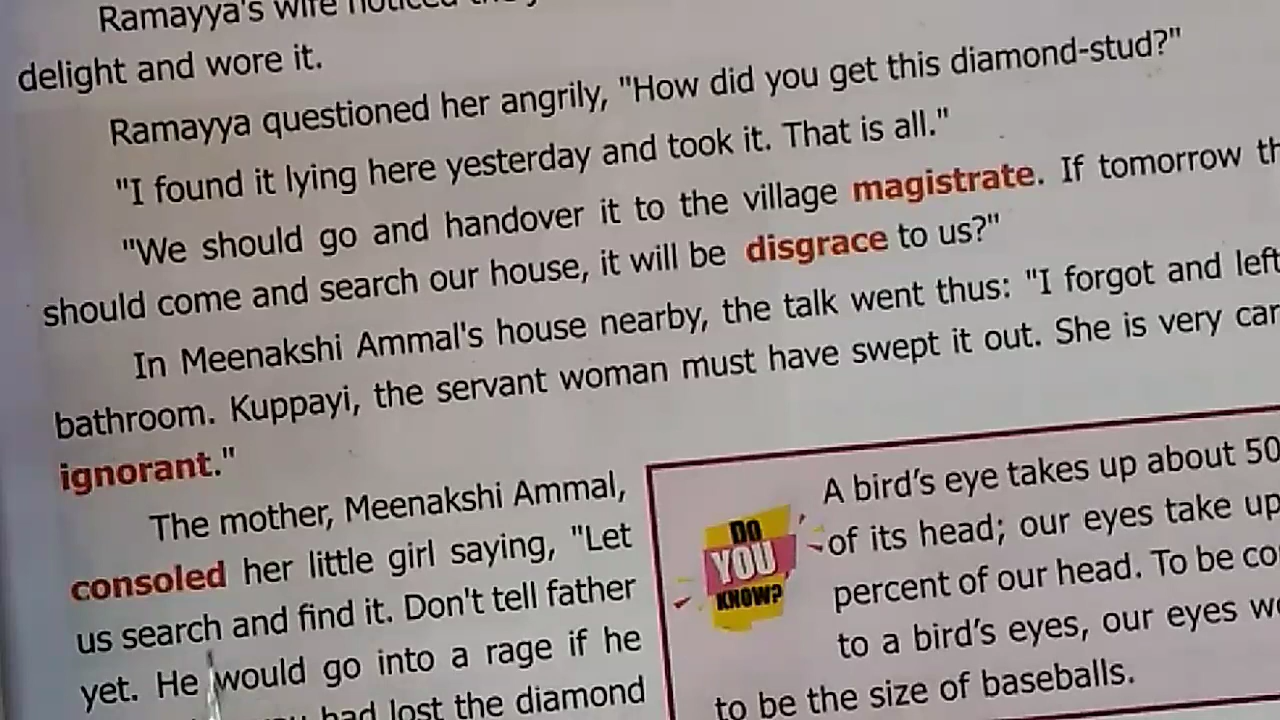 Ramayya's wife noticed
delight and wore it.
Ramayya questioned her angrily, "How did you get this diamond-stud?"
"I found it lying here yesterday and took it. That is all."
"We should go and handover it to the village magistrate. If tomorrow
should come and search our house, it will be disgrace to us?"
In Meenakshi Ammal's house nearby, the talk went thus: "I forgot and left
bathroom. Kuppayi, the servant woman must have swept it out. She is very
ignorant."
The mother, Meenakshi Ammal,
consoled her little girl saying, "Let
us search and find it. Don't tell father
yet. He would go into a rage if he
had lost the diamond
DO
YOU
KNOW?
A bird's eye takes up about 50
of its head; our eyes take up
percent of our head. To be
to a bird's eyes, our eyes
to be the size of baseballs.